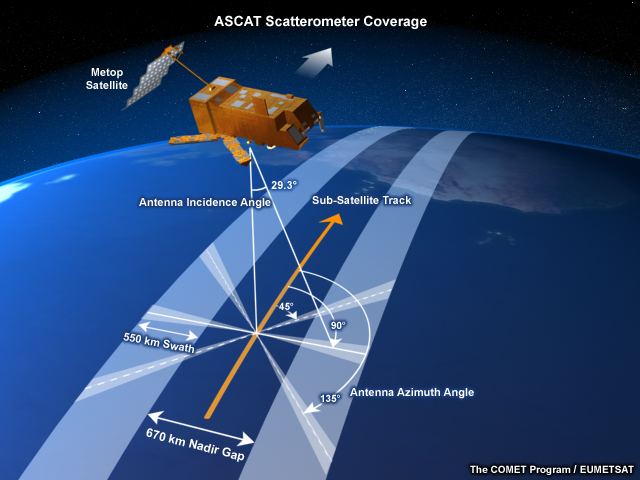 ASCAT Scatterometer Coverage
Metop
Satellite
29.3°
Antenna Incidence Angle
Sub-Satellite Track
45°
90°
550 km Swath
135°
Antenna Azimuth Angle
670 km Nadir Gap
The COMET Program / EUMETSAT